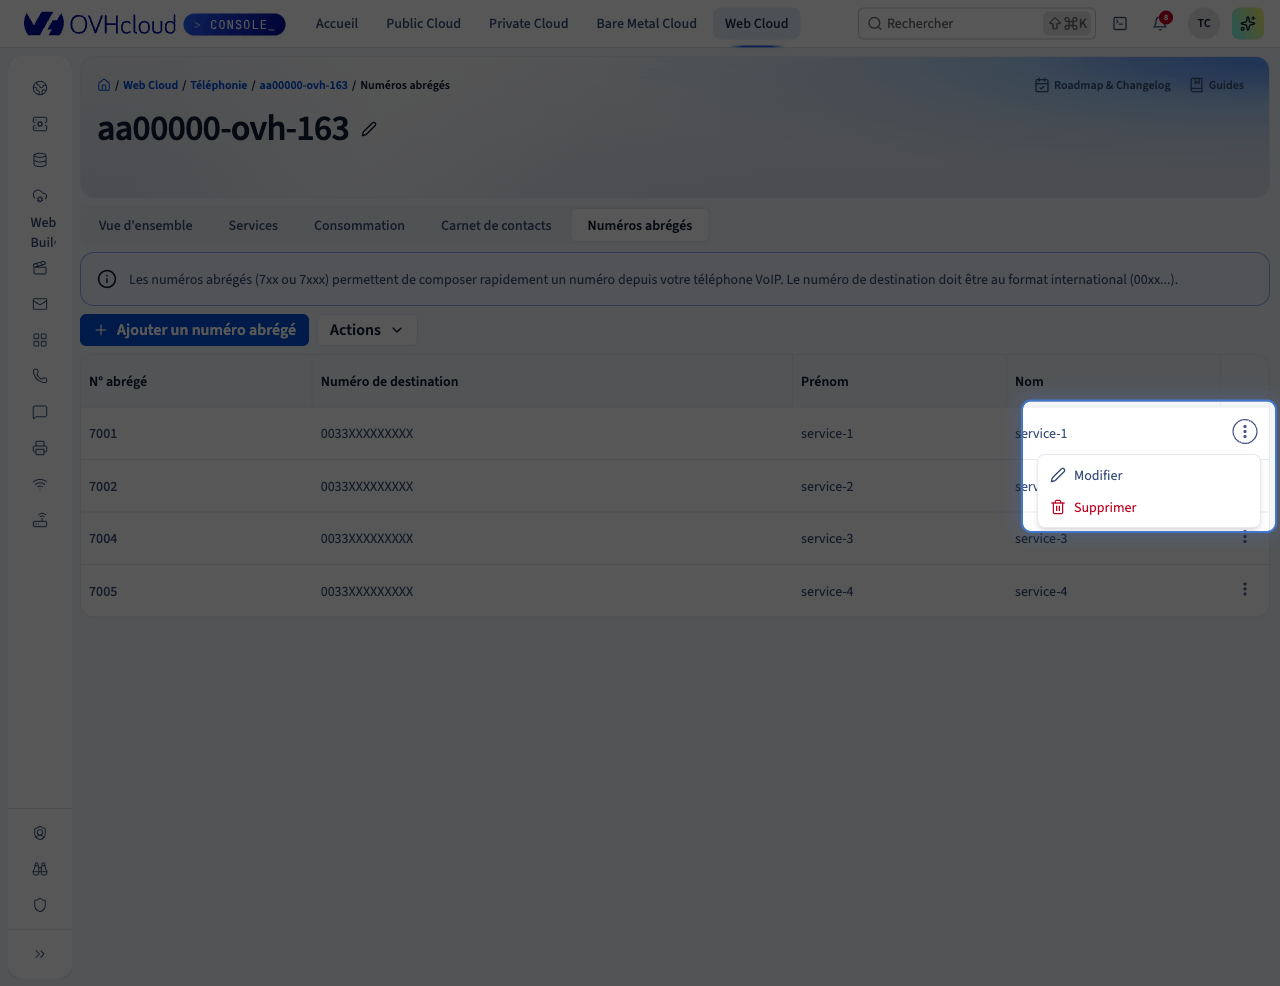 OVHcloud > CONSOLE_ Accueil Public Cloud Private Cloud Bare Metal Cloud Web Cloud Rechercher ⇧⌘K 8 TC
/ Web Cloud / Téléphonie / aa00000-ovh-163 / Numéros abrégés Roadmap & Changelog Guides
aa00000-ovh-163
Web
Buil
Vue d'ensemble Services Consommation Carnet de contacts Numéros abrégés
Les numéros abrégés (7xx ou 7xxx) permettent de composer rapidement un numéro depuis votre téléphone VoIP. Le numéro de destination doit être au format international (00xx...).
+ Ajouter un numéro abrégé Actions
N° abrégé Numéro de destination Prénom Nom
7001 0033XXXXXXXXX service-1 service-1
Modifier
7002 0033XXXXXXXXX service-2 serv
Supprimer
7004 0033XXXXXXXXX service-3 service-3
7005 0033XXXXXXXXX service-4 service-4